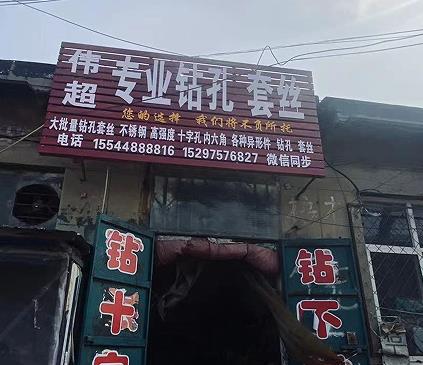 伟超 专业钻孔 套丝
您的选择 我们将不负所托
大批量钻孔套丝 不锈钢 高强度 十字孔 内六角 各种异形件 钻孔 套丝
电话 15544888816 15297576827 微信同步
钻卡
钻下